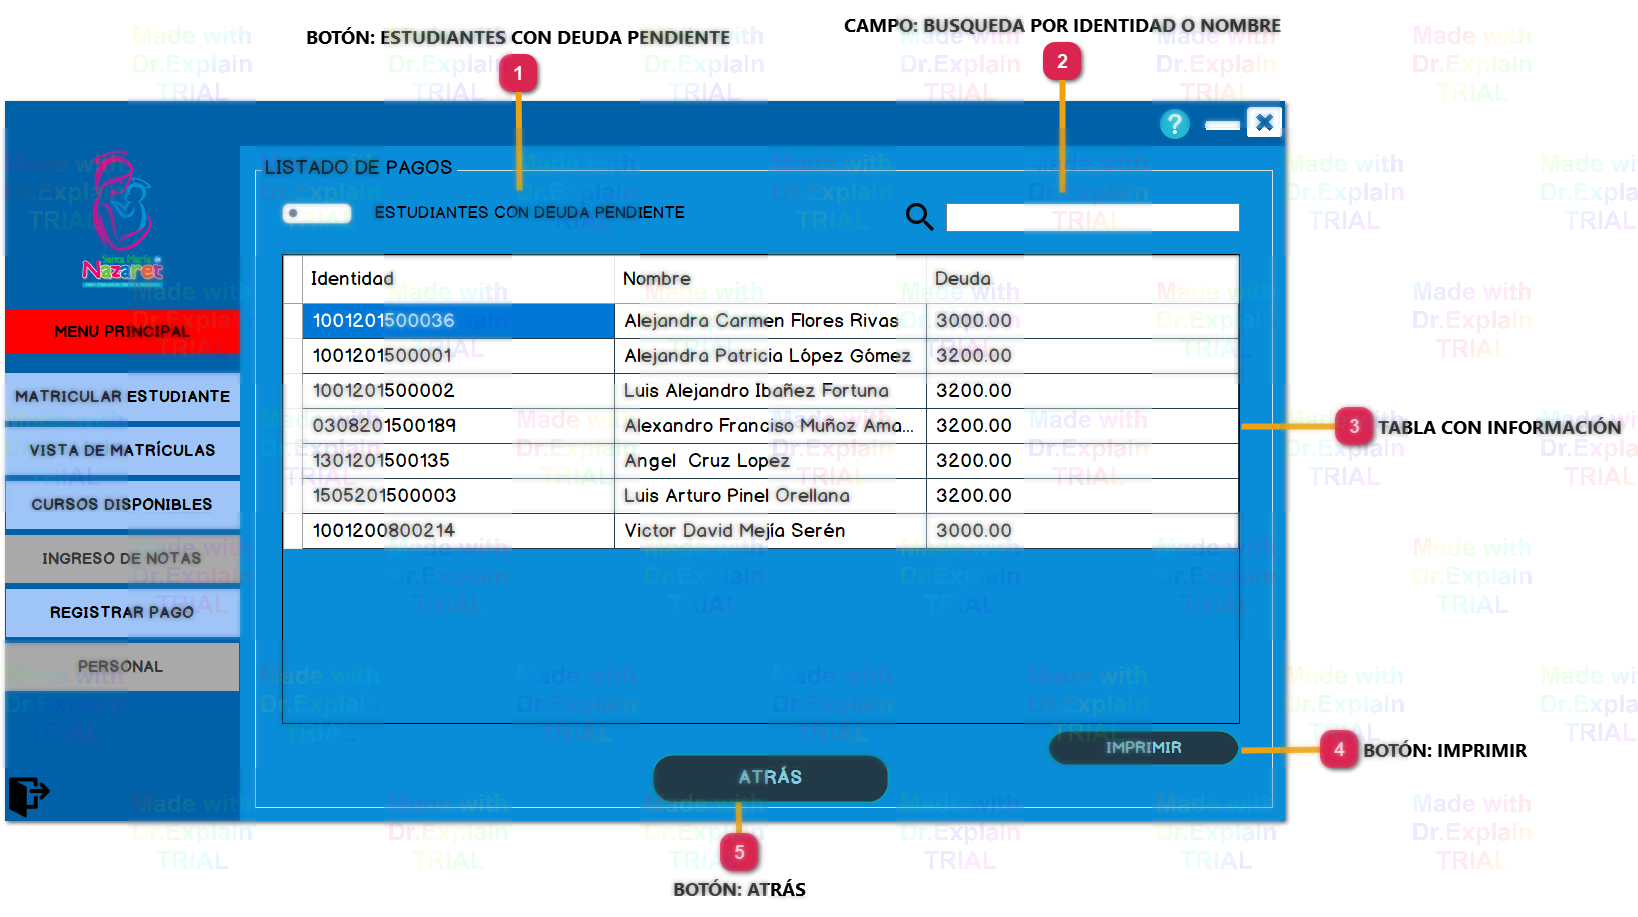 BOTÓN: ESTUDIANTES CON DEUDA PENDIENTE
CAMPO: BUSQUEDA POR IDENTIDAD O NOMBRE
1
2
?
LISTADO DE PAGOS
ESTUDIANTES CON DEUDA PENDIENTE
Santa María de
Nazaret
MENU PRINCIPAL
MATRICULAR ESTUDIANTE
VISTA DE MATRÍCULAS
CURSOS DISPONIBLES
INGRESO DE NOTAS
REGISTRAR PAGO
PERSONAL
Identidad Nombre Deuda
1001201500036 Alejandra Carmen Flores Rivas 3000.00
1001201500001 Alejandra Patricia López Gómez 3200.00
1001201500002 Luis Alejandro Ibañez Fortuna 3200.00
0308201500189 Alexandro Franciso Muñoz Ama... 3200.00
1301201500135 Angel Cruz Lopez 3200.00
1505201500003 Luis Arturo Pinel Orellana 3200.00
1001200800214 Victor David Mejía Serén 3000.00
3 TABLA CON INFORMACIÓN
IMPRIMIR
4 BOTÓN: IMPRIMIR
ATRÁS
5
BOTÓN: ATRÁS
Made with
Dr.Explain
TRIAL